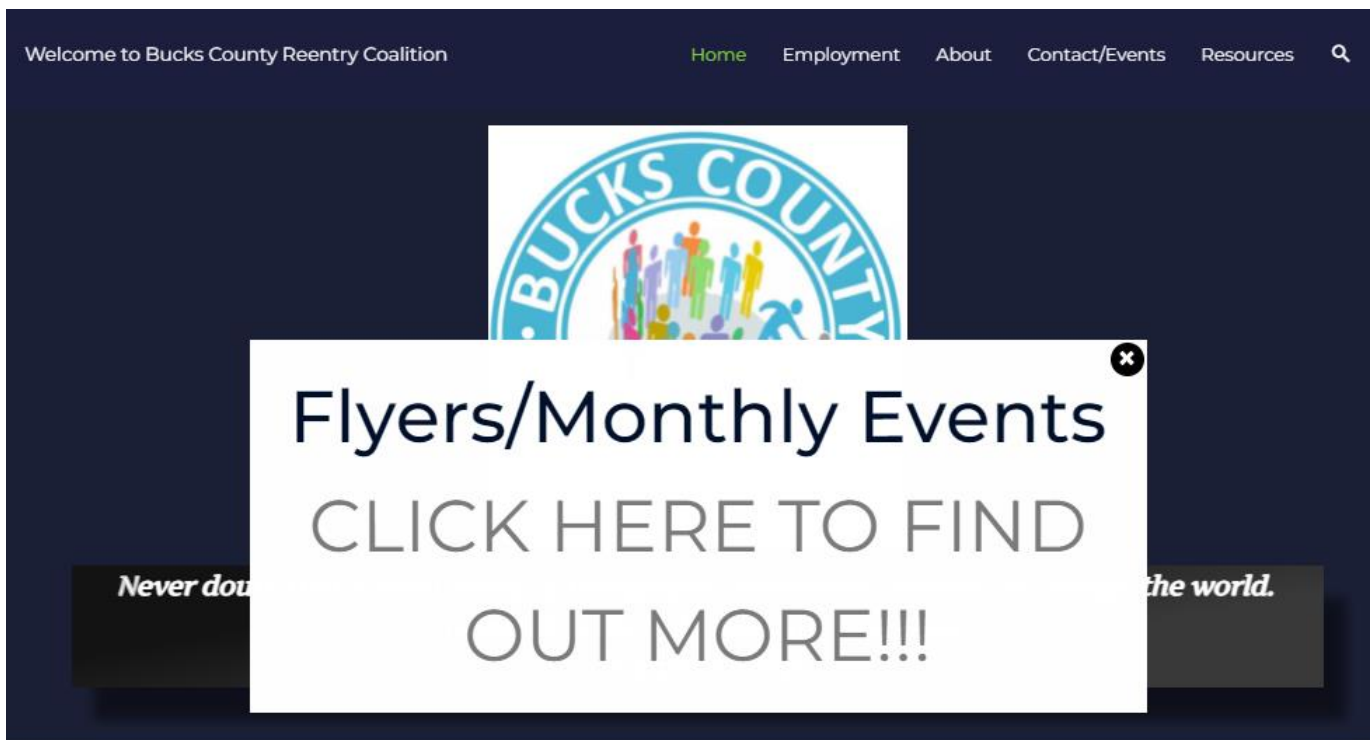 Welcome to Bucks County Reentry Coalition
Home Employment About Contact/Events Resources
BUCKS COUNTY
Flyers/Monthly Events
CLICK HERE TO FIND
OUT MORE!!!
Never the world.